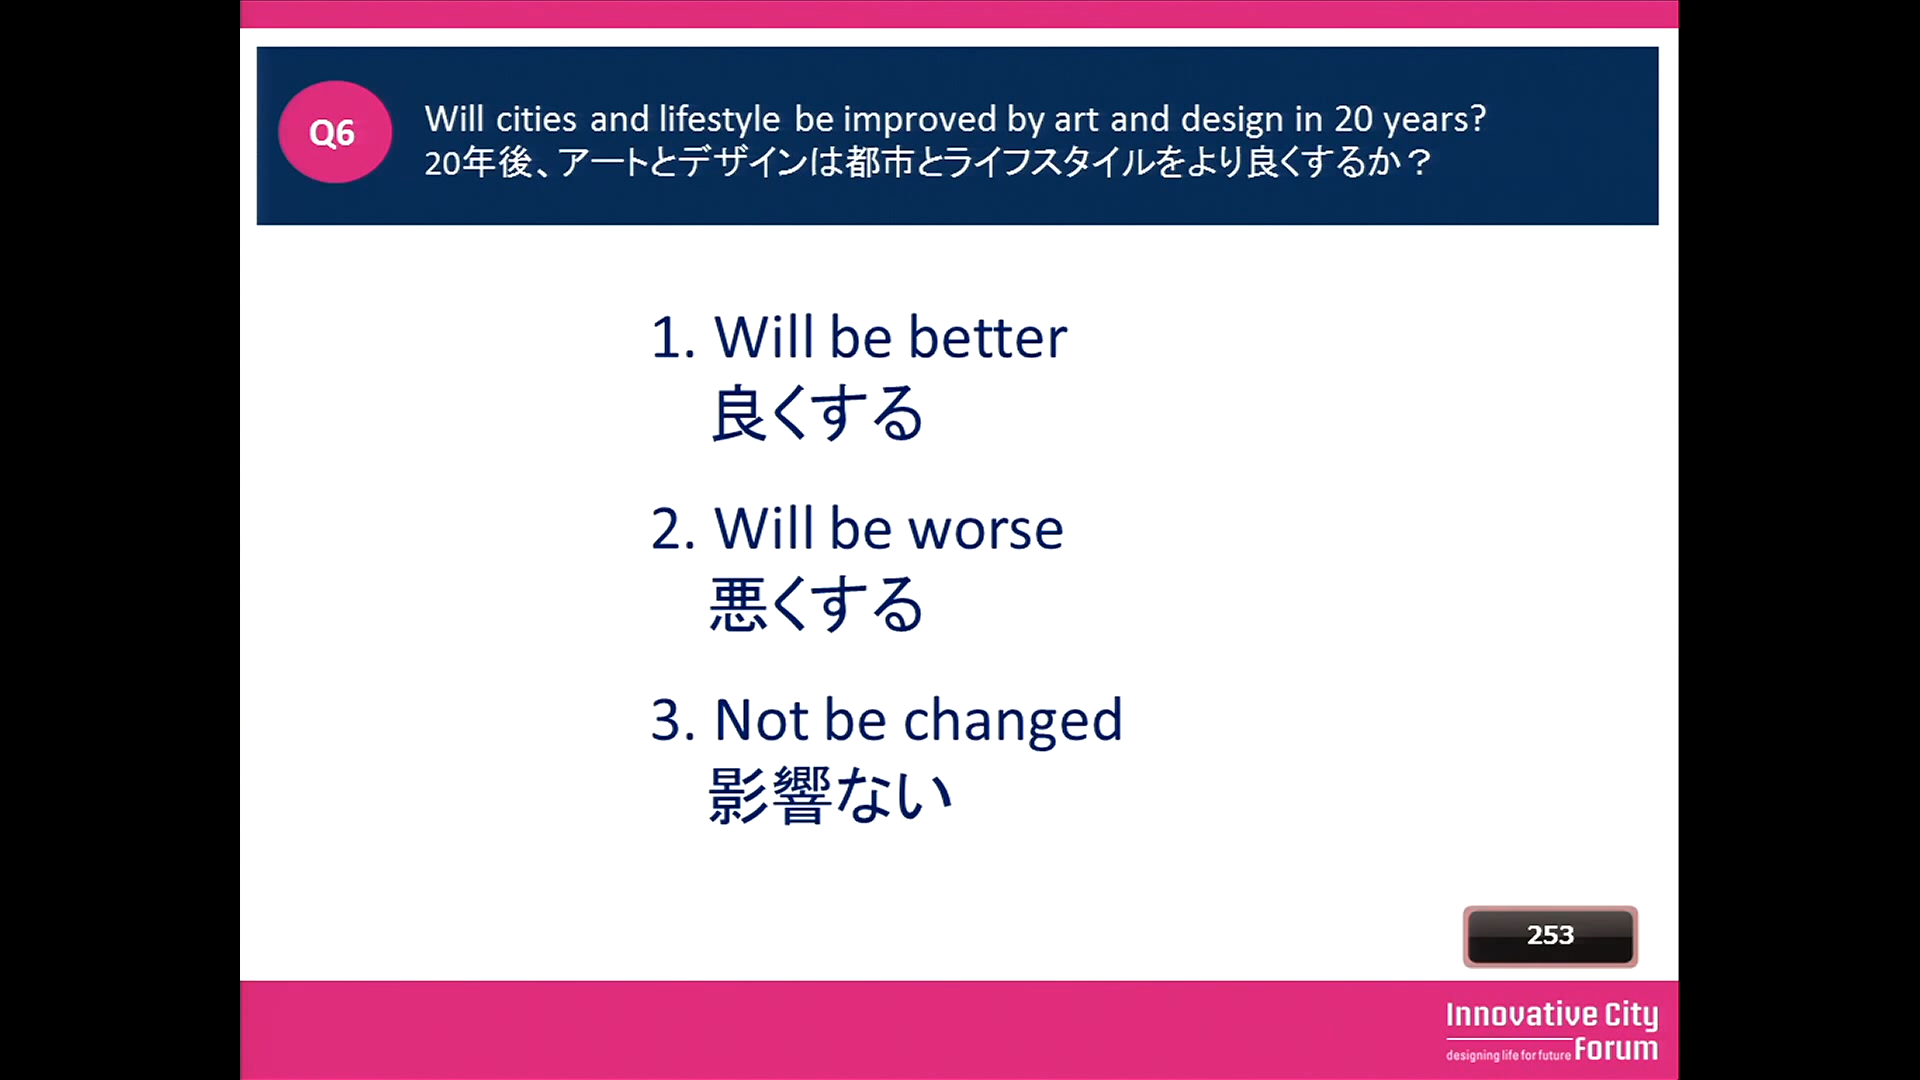 Q6
Will cities and lifestyle be improved by art and design in 20 years?
20年後、アートとデザインは都市とライフスタイルをより良くするか？
1. Will be better
良くする
2. Will be worse
悪くする
3. Not be changed
影響ない
253
Innovative City
designing life for future Forum